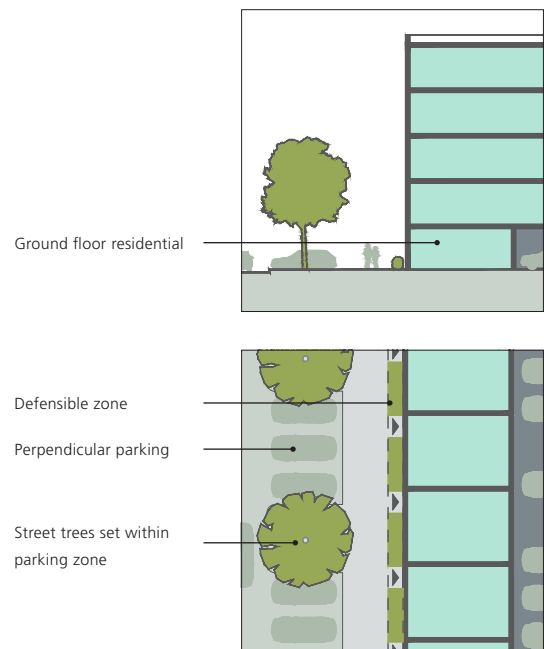 Ground floor residential
Defensible zone
Perpendicular parking
Street trees set within
parking zone